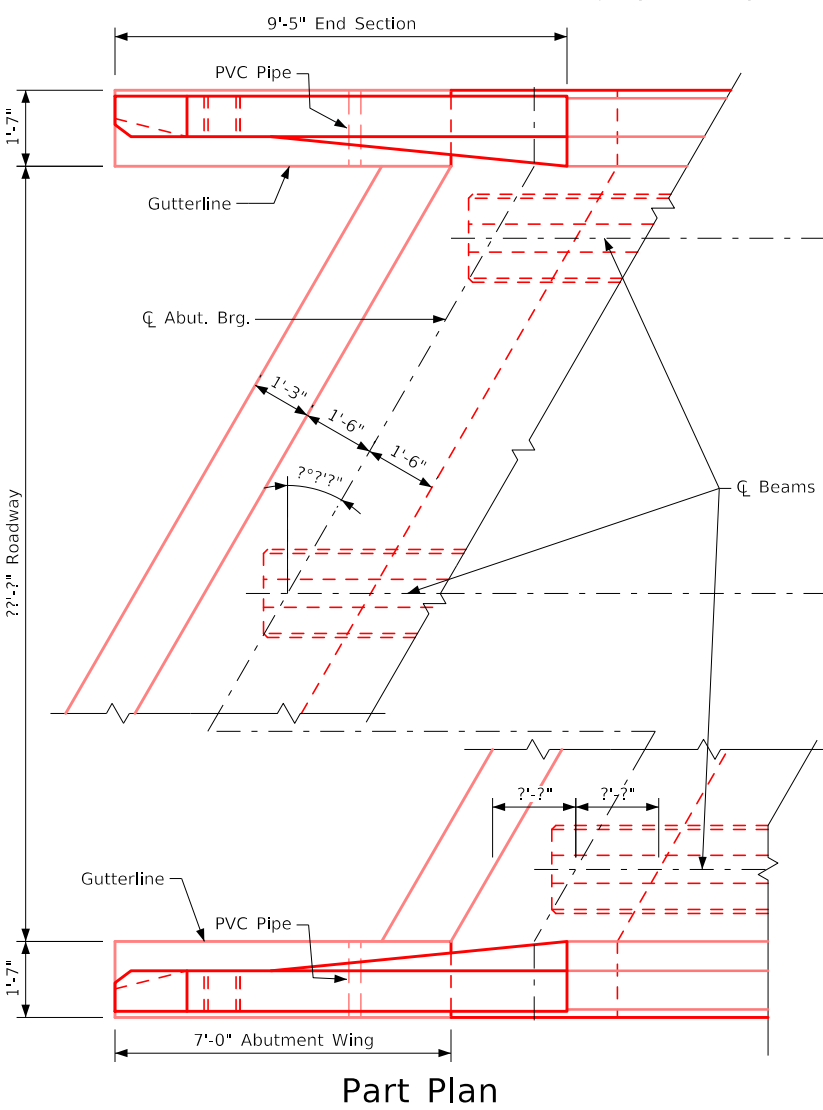 9'-5" End Section
PVC Pipe
1'-7"
Gutterline
℄ Abut. Brg.
1'-3"
1'-6"
1'-6"
?°?'?"
℄ Beams
??'-?" Roadway
?'-?"
?'-?"
Gutterline
PVC Pipe
1'-7"
7'-0" Abutment Wing
Part Plan